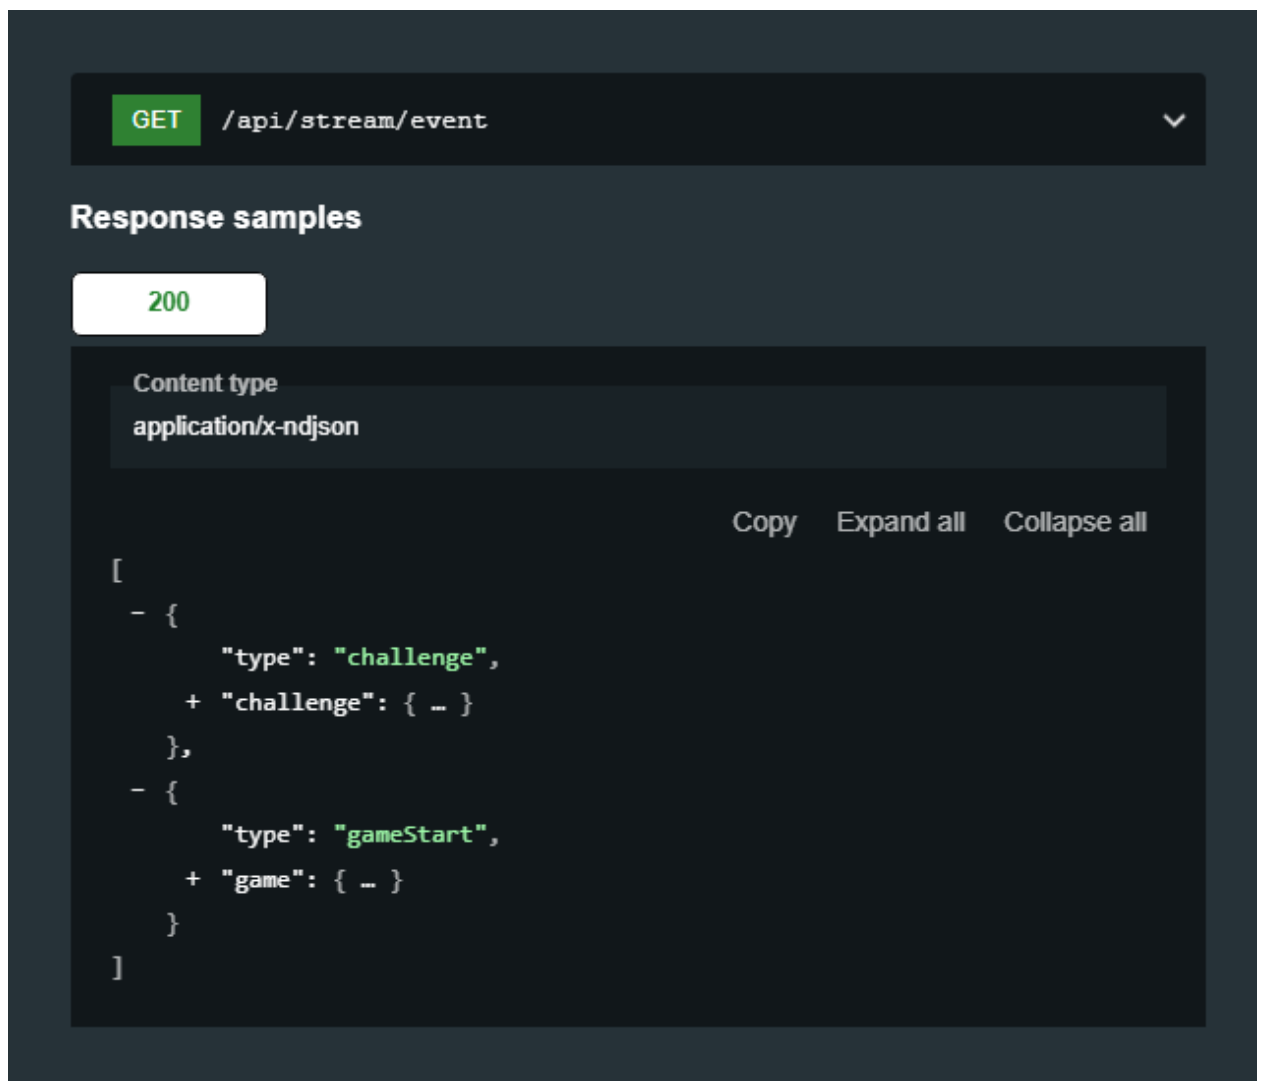 GET /api/stream/event
Response samples
200
Content type
application/x-ndjson
Copy Expand all Collapse all
[
- {
"type": "challenge",
+ "challenge": { … }
},
- {
"type": "gameStart",
+ "game": { … }
}
]